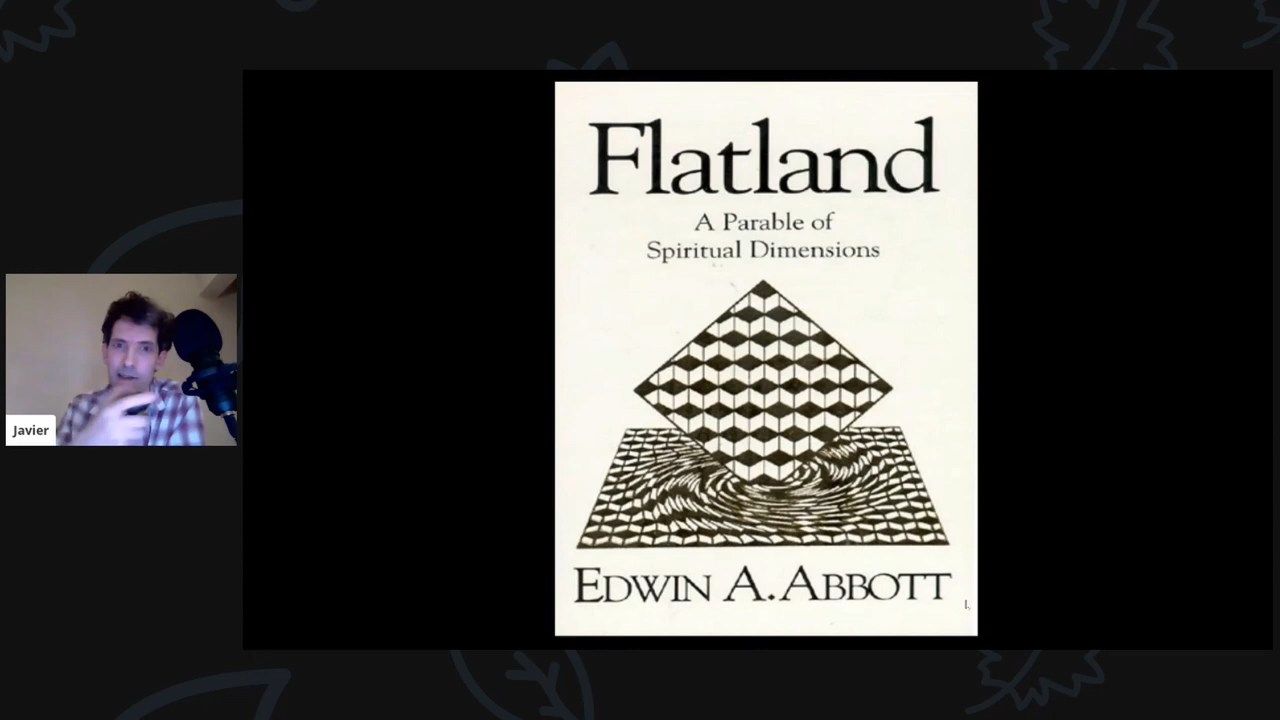 Flatland
A Parable of
Spiritual Dimensions
EDWIN A. ABBOTT
Javier